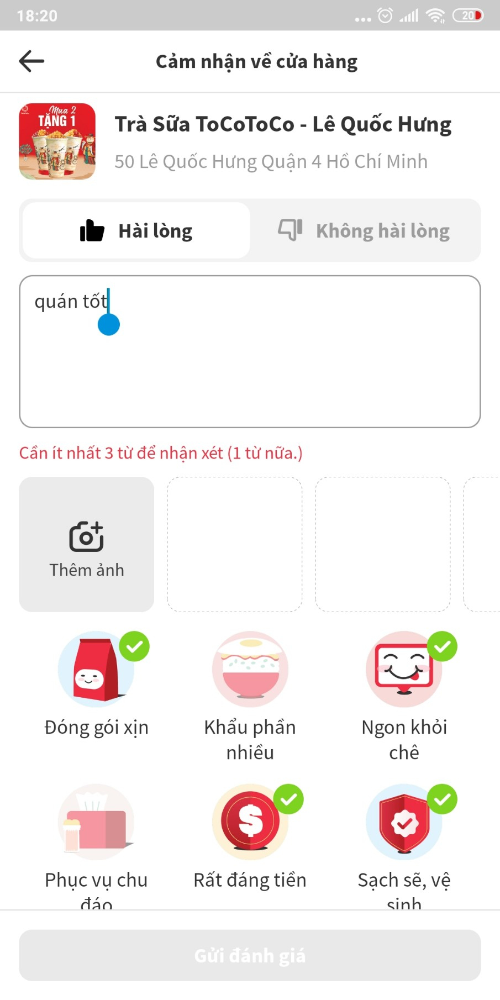 18:20
20
Cảm nhận về cửa hàng
Mua 2
TẶNG 1
Trà Sữa ToCoToCo - Lê Quốc Hưng
50 Lê Quốc Hưng Quận 4 Hồ Chí Minh
Hài lòng
Không hài lòng
quán tốt
Cần ít nhất 3 từ để nhận xét (1 từ nữa.)
Thêm ảnh
Đóng gói xịn
Khẩu phần
nhiều
Ngon khỏi
chê
Phục vụ chu
đáo
Rất đáng tiền
Sạch sẽ, vệ
sinh
Gửi đánh giá